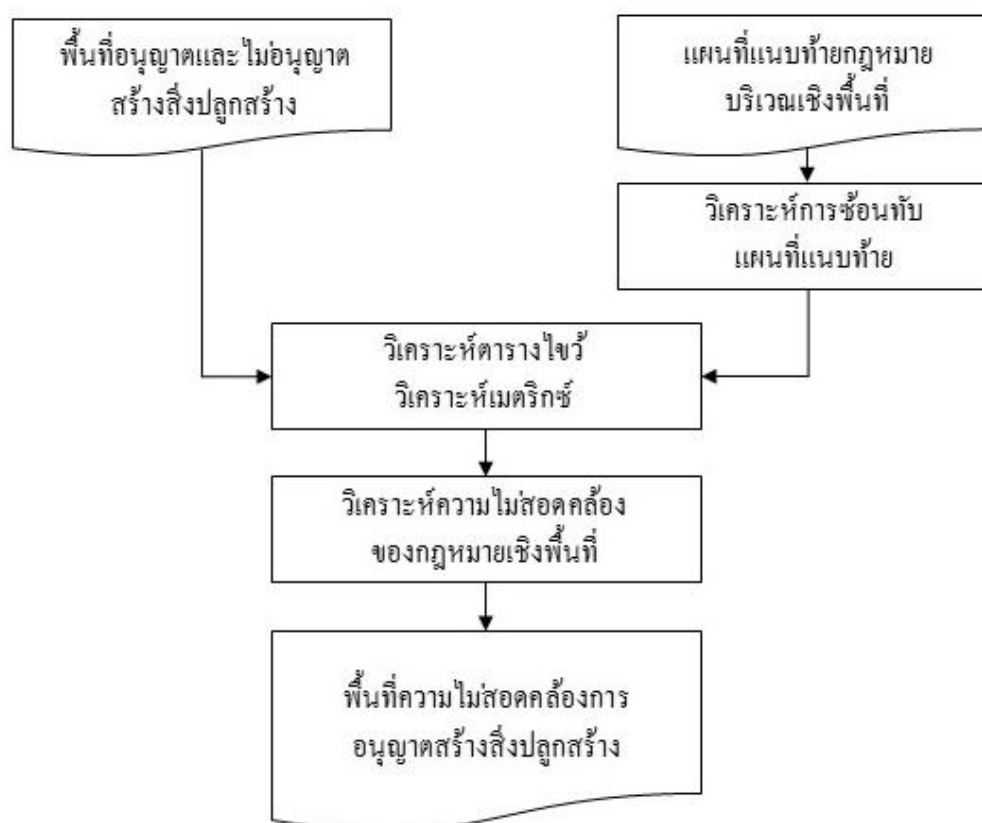 พื้นที่อนุญาตและไม่อนุญาต
สร้างสิ่งปลูกสร้าง
แผนที่แนบท้ายกฎหมาย
บริเวณเชิงพื้นที่
วิเคราะห์การซ้อนทับ
แผนที่แนบท้าย
วิเคราะห์ตารางไขว้
วิเคราะห์เมตริกซ์
วิเคราะห์ความไม่สอดคล้อง
ของกฎหมายเชิงพื้นที่
พื้นที่ความไม่สอดคล้องการ
อนุญาตสร้างสิ่งปลูกสร้าง